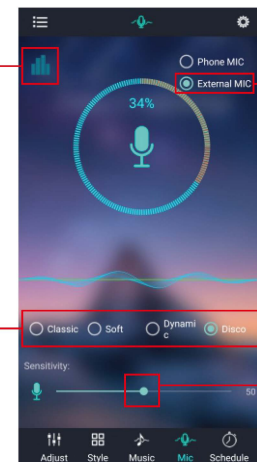 Phone MIC
External MIC
34%
Classic Soft Dynami
c Disco
Sensitivity:
50
Adjust Style Music Mic Schedule